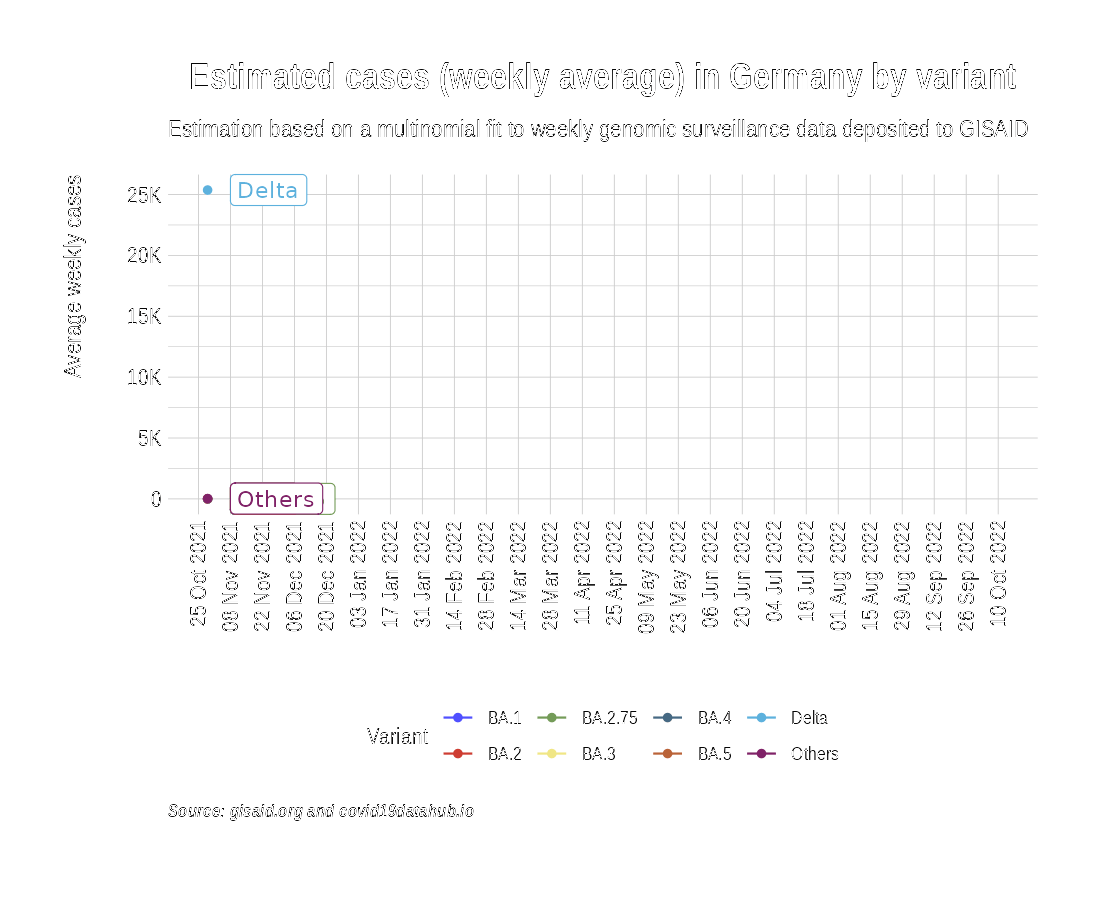 Estimated cases (weekly average) in Germany by variant
Estimation based on a multinomial fit to weekly genomic surveillance data deposited to GISAID
Average weekly cases
25K
20K
15K
10K
5K
0
Delta
Others
25 Oct 2021
08 Nov 2021
22 Nov 2021
06 Dec 2021
20 Dec 2021
03 Jan 2022
17 Jan 2022
31 Jan 2022
14 Feb 2022
28 Feb 2022
14 Mar 2022
28 Mar 2022
11 Apr 2022
25 Apr 2022
09 May 2022
23 May 2022
06 Jun 2022
20 Jun 2022
04 Jul 2022
18 Jul 2022
01 Aug 2022
15 Aug 2022
29 Aug 2022
12 Sep 2022
26 Sep 2022
10 Oct 2022
Variant
BA.1
BA.2.75
BA.4
Delta
BA.2
BA.3
BA.5
Others
Source: gisaid.org and covid19datahub.io